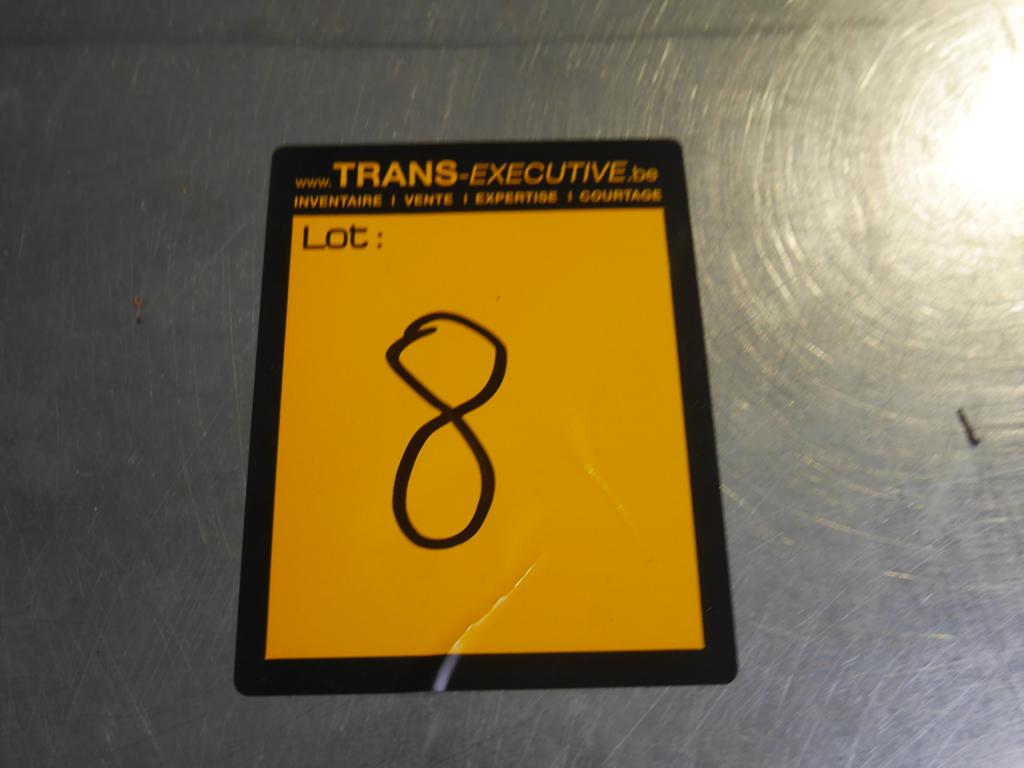 www.TRANS-EXECUTIVE.be
INVENTAIRE | VENTE | EXPERTISE | COURTAGE
Lot:
8